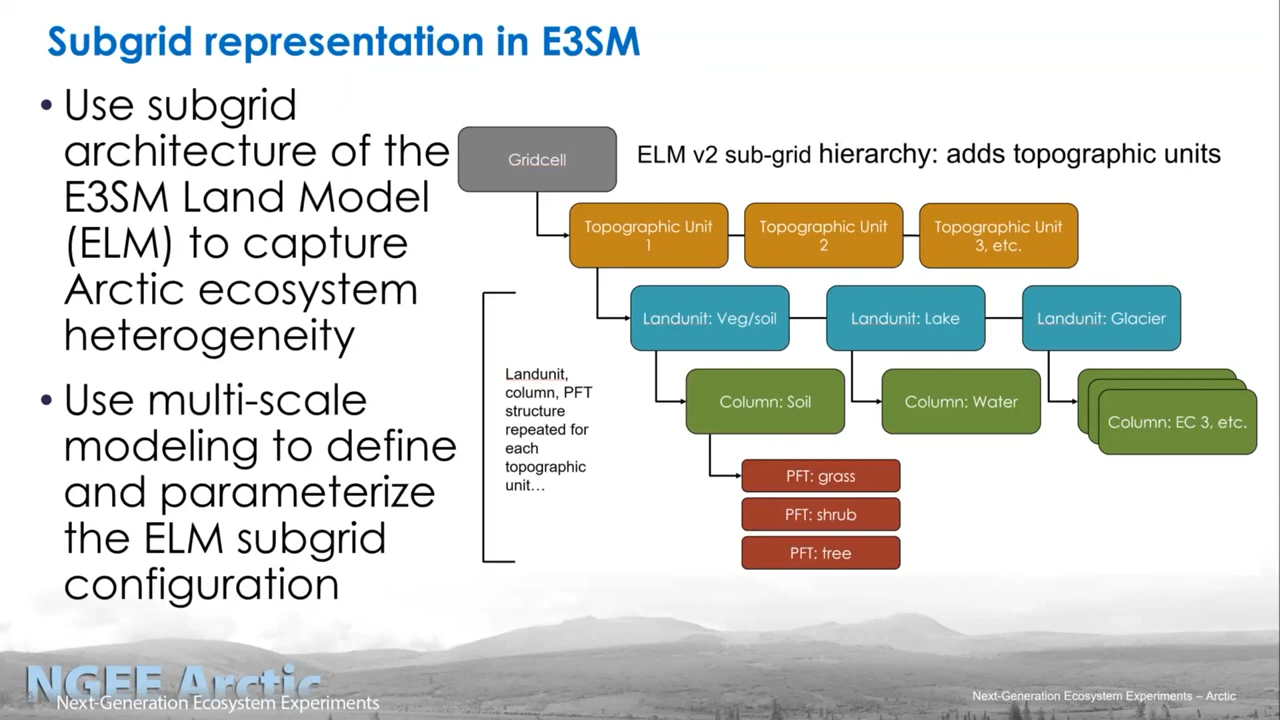 Subgrid representation in E3SM
• Use subgrid
architecture of the
E3SM Land Model
(ELM) to capture
Arctic ecosystem
heterogeneity
• Use multi-scale
modeling to define
and parameterize
the ELM subgrid
configuration
Gridcell
ELM v2 sub-grid hierarchy: adds topographic units
Topographic Unit
1
Topographic Unit
2
Topographic Unit
3, etc.
Landunit: Veg/soil
Landunit: Lake
Landunit: Glacier
Landunit,
column, PFT
structure
repeated for
each
topographic
unit…
Column: Soil
Column: Water
Column: EC 3, etc.
PFT: grass
PFT: shrub
PFT: tree
NGEE Arctic
Next-Generation Ecosystem Experiments
Next-Generation Ecosystem Experiments – Arctic